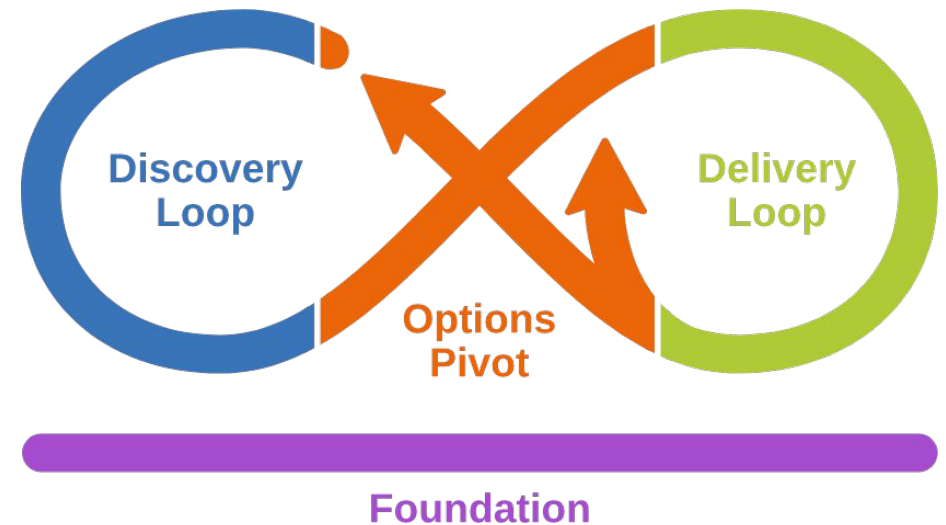 Discovery
Loop
Delivery
Loop
Options
Pivot
Foundation